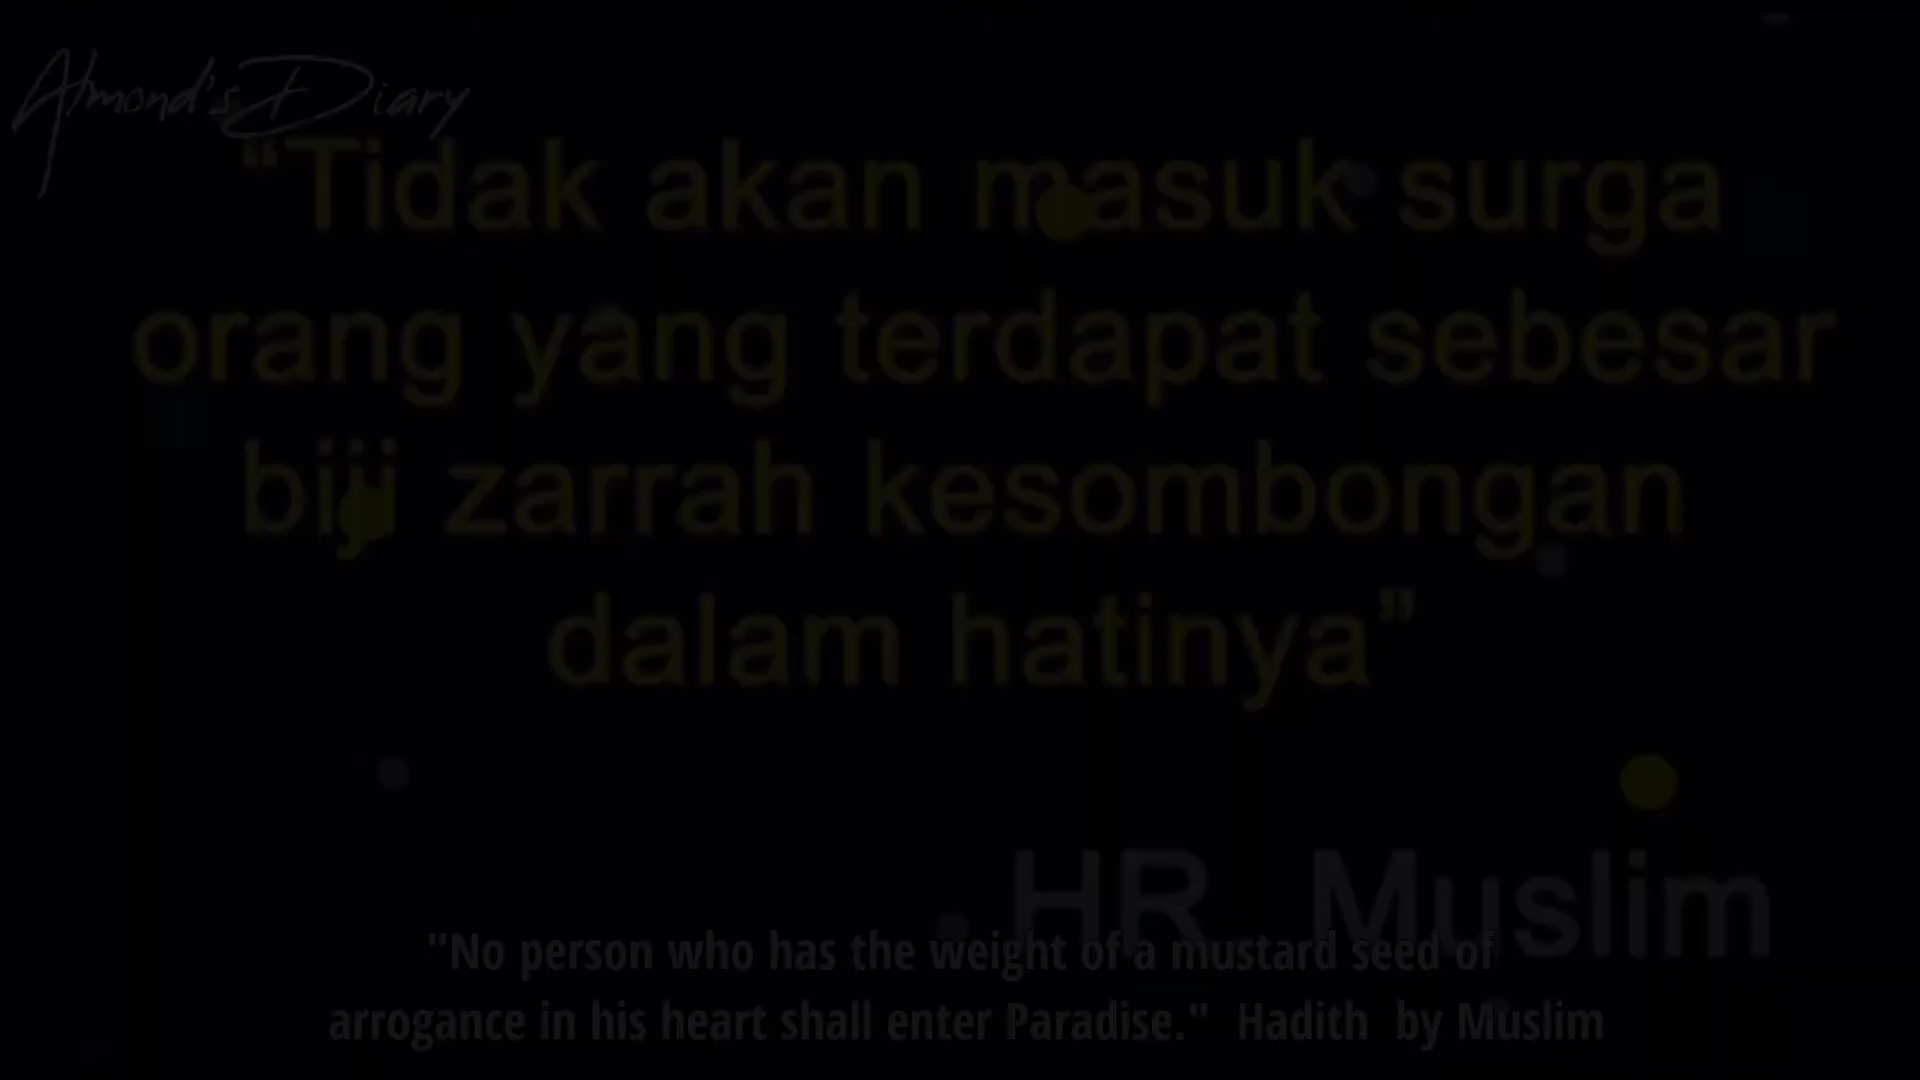 Almond's Diary
“Tidak akan masuk surga
orang yang terdapat sebesar
biji zarrah kesombongan
dalam hatinya”
HR. Muslim
"No person who has the weight of a mustard seed of
arrogance in his heart shall enter Paradise." Hadith by Muslim